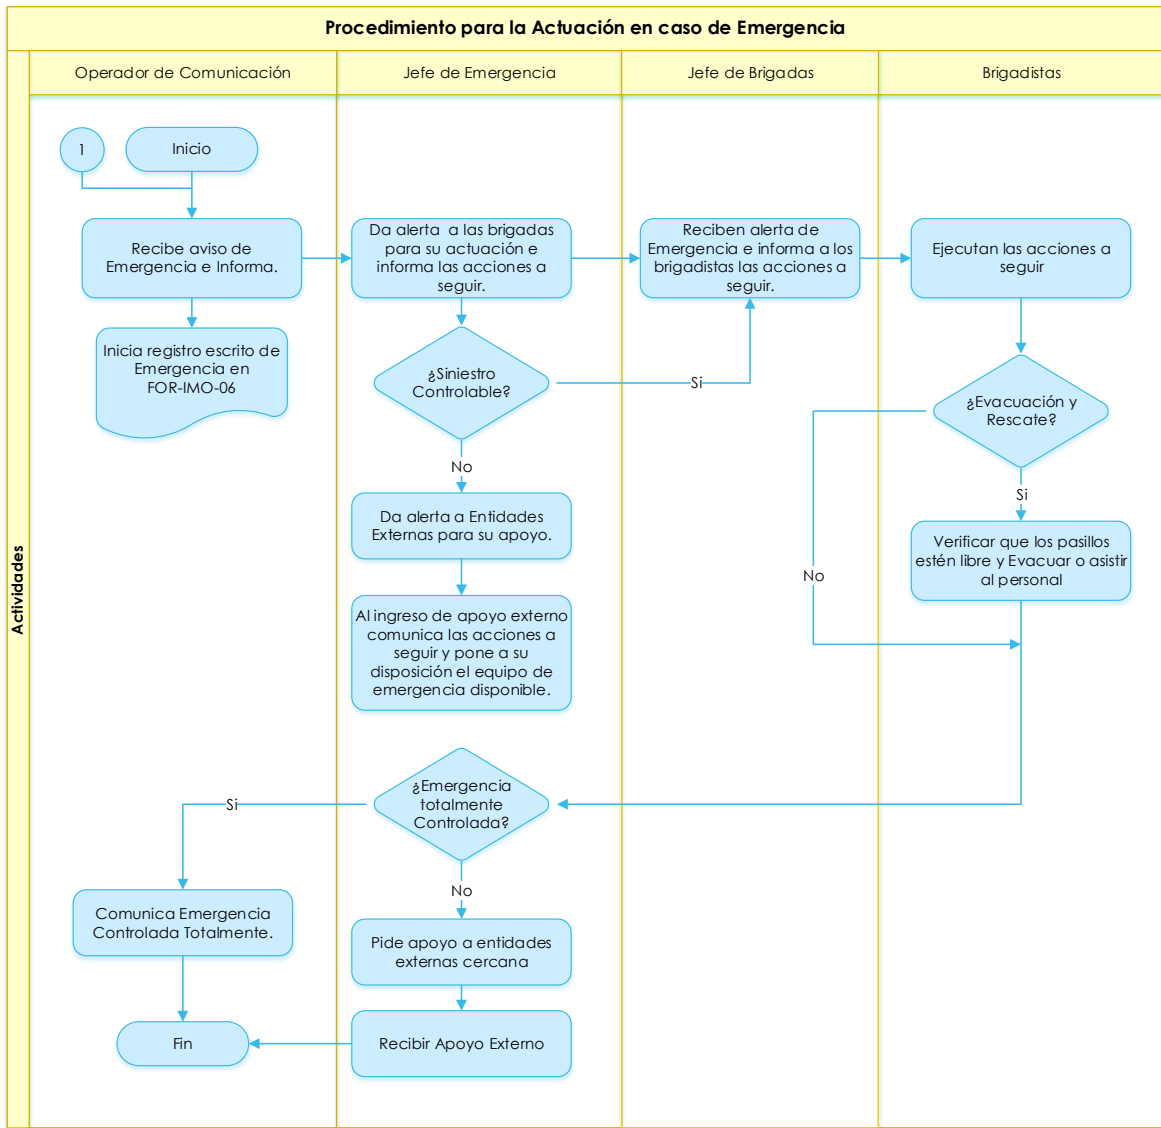 Procedimiento para la Actuación en caso de Emergencia
Operador de Comunicación
Jefe de Emergencia
Jefe de Brigadas
Brigadistas
Actividades
1
Inicio
Recibe aviso de
Emergencia e Informa.
Da alerta a las brigadas
para su actuación e
informa las acciones a
seguir.
Reciben alerta de
Emergencia e informa a los
brigadistas las acciones a
seguir.
Ejecutan las acciones a
seguir
Inicia registro escrito de
Emergencia en
FOR-IMO-06
¿Siniestro
Controlable?
Si
¿Evacuación y
Rescate?
No
Si
Da alerta a Entidades
Externas para su apoyo.
Verificar que los pasillos
estén libre y Evacuar o asistir
al personal
No
Al ingreso de apoyo externo
comunica las acciones a
seguir y pone a su
disposición el equipo de
emergencia disponible.
¿Emergencia
totalmente
Controlada?
Si
No
Comunica Emergencia
Controlada Totalmente.
Pide apoyo a entidades
externas cercana
Fin
Recibir Apoyo Externo